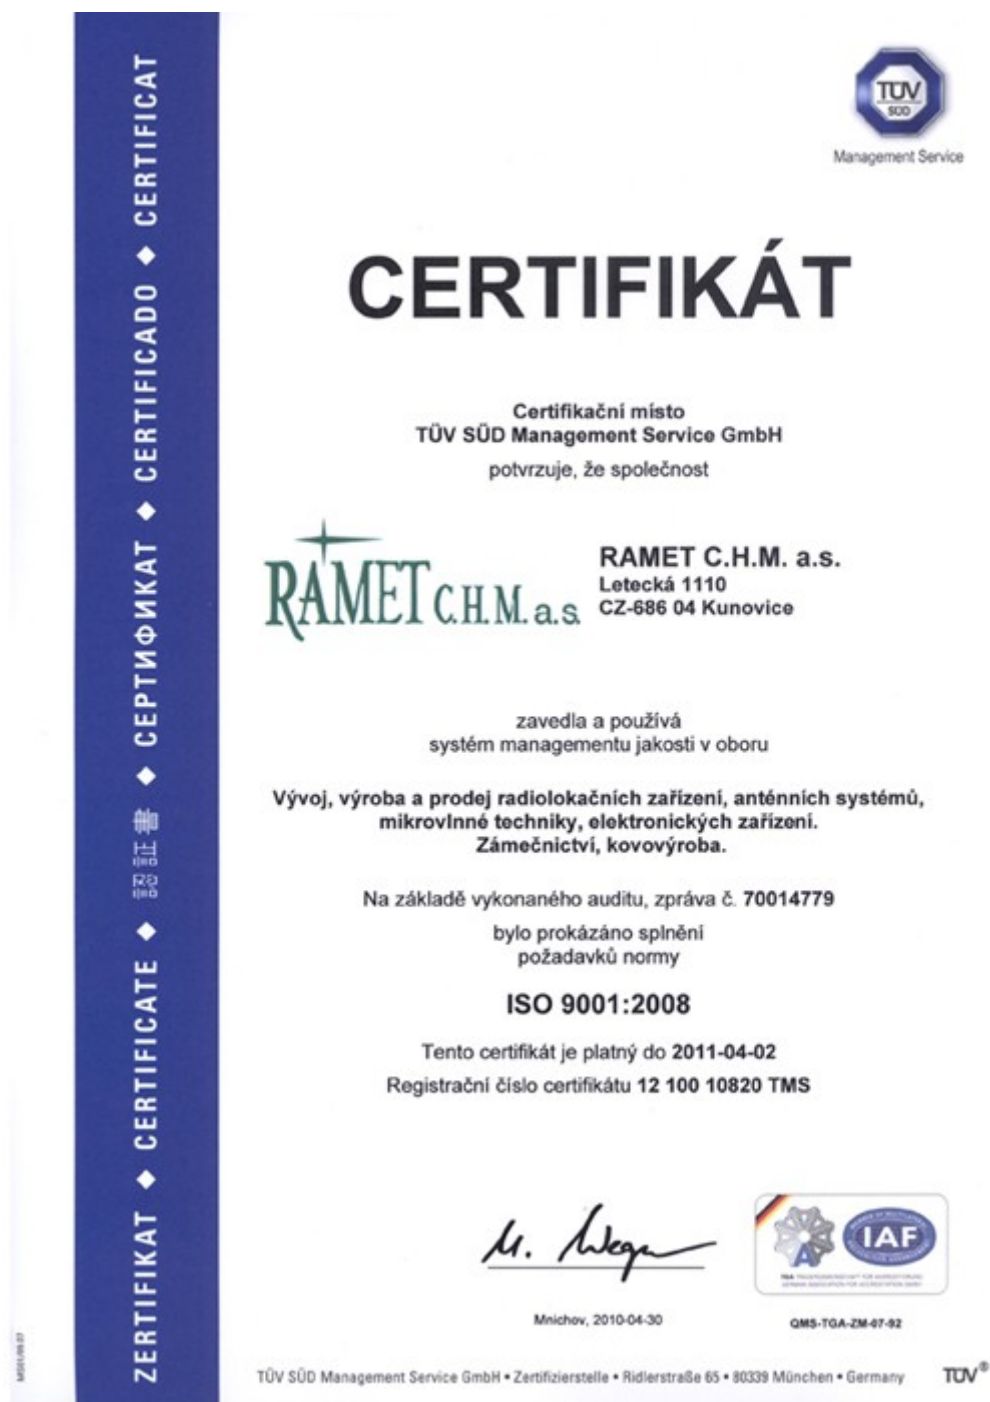 TÜV
SÜD
Management Service
ZERTIFIKAT ◆ CERTIFICATE ◆ 認証書 ◆ СЕРТИФИКАТ ◆ CERTIFICADO ◆ CERTIFICAT
CERTIFIKÁT
Certifikační místo
TÜV SÜD Management Service GmbH
potvrzuje, že společnost
RAMET C.H.M. a.s.
RAMET C.H.M. a.s.
Letecká 1110
CZ-686 04 Kunovice
zavedla a používá
systém managementu jakosti v oboru
Vývoj, výroba a prodej radiolokačních zařízení, anténních systémů,
mikrovlnné techniky, elektronických zařízení.
Zámečnictví, kovovýroba.
Na základě vykonaného auditu, zpráva č. 70014779
bylo prokázáno splnění
požadavků normy
ISO 9001:2008
Tento certifikát je platný do 2011-04-02
Registrační číslo certifikátu 12 100 10820 TMS
Mnichov, 2010-04-30
IAF
QMS-TGA-ZM-07-92
TÜV SÜD Management Service GmbH • Zertifizierstelle • Ridlerstraße 65 • 80339 München • Germany
TÜV®